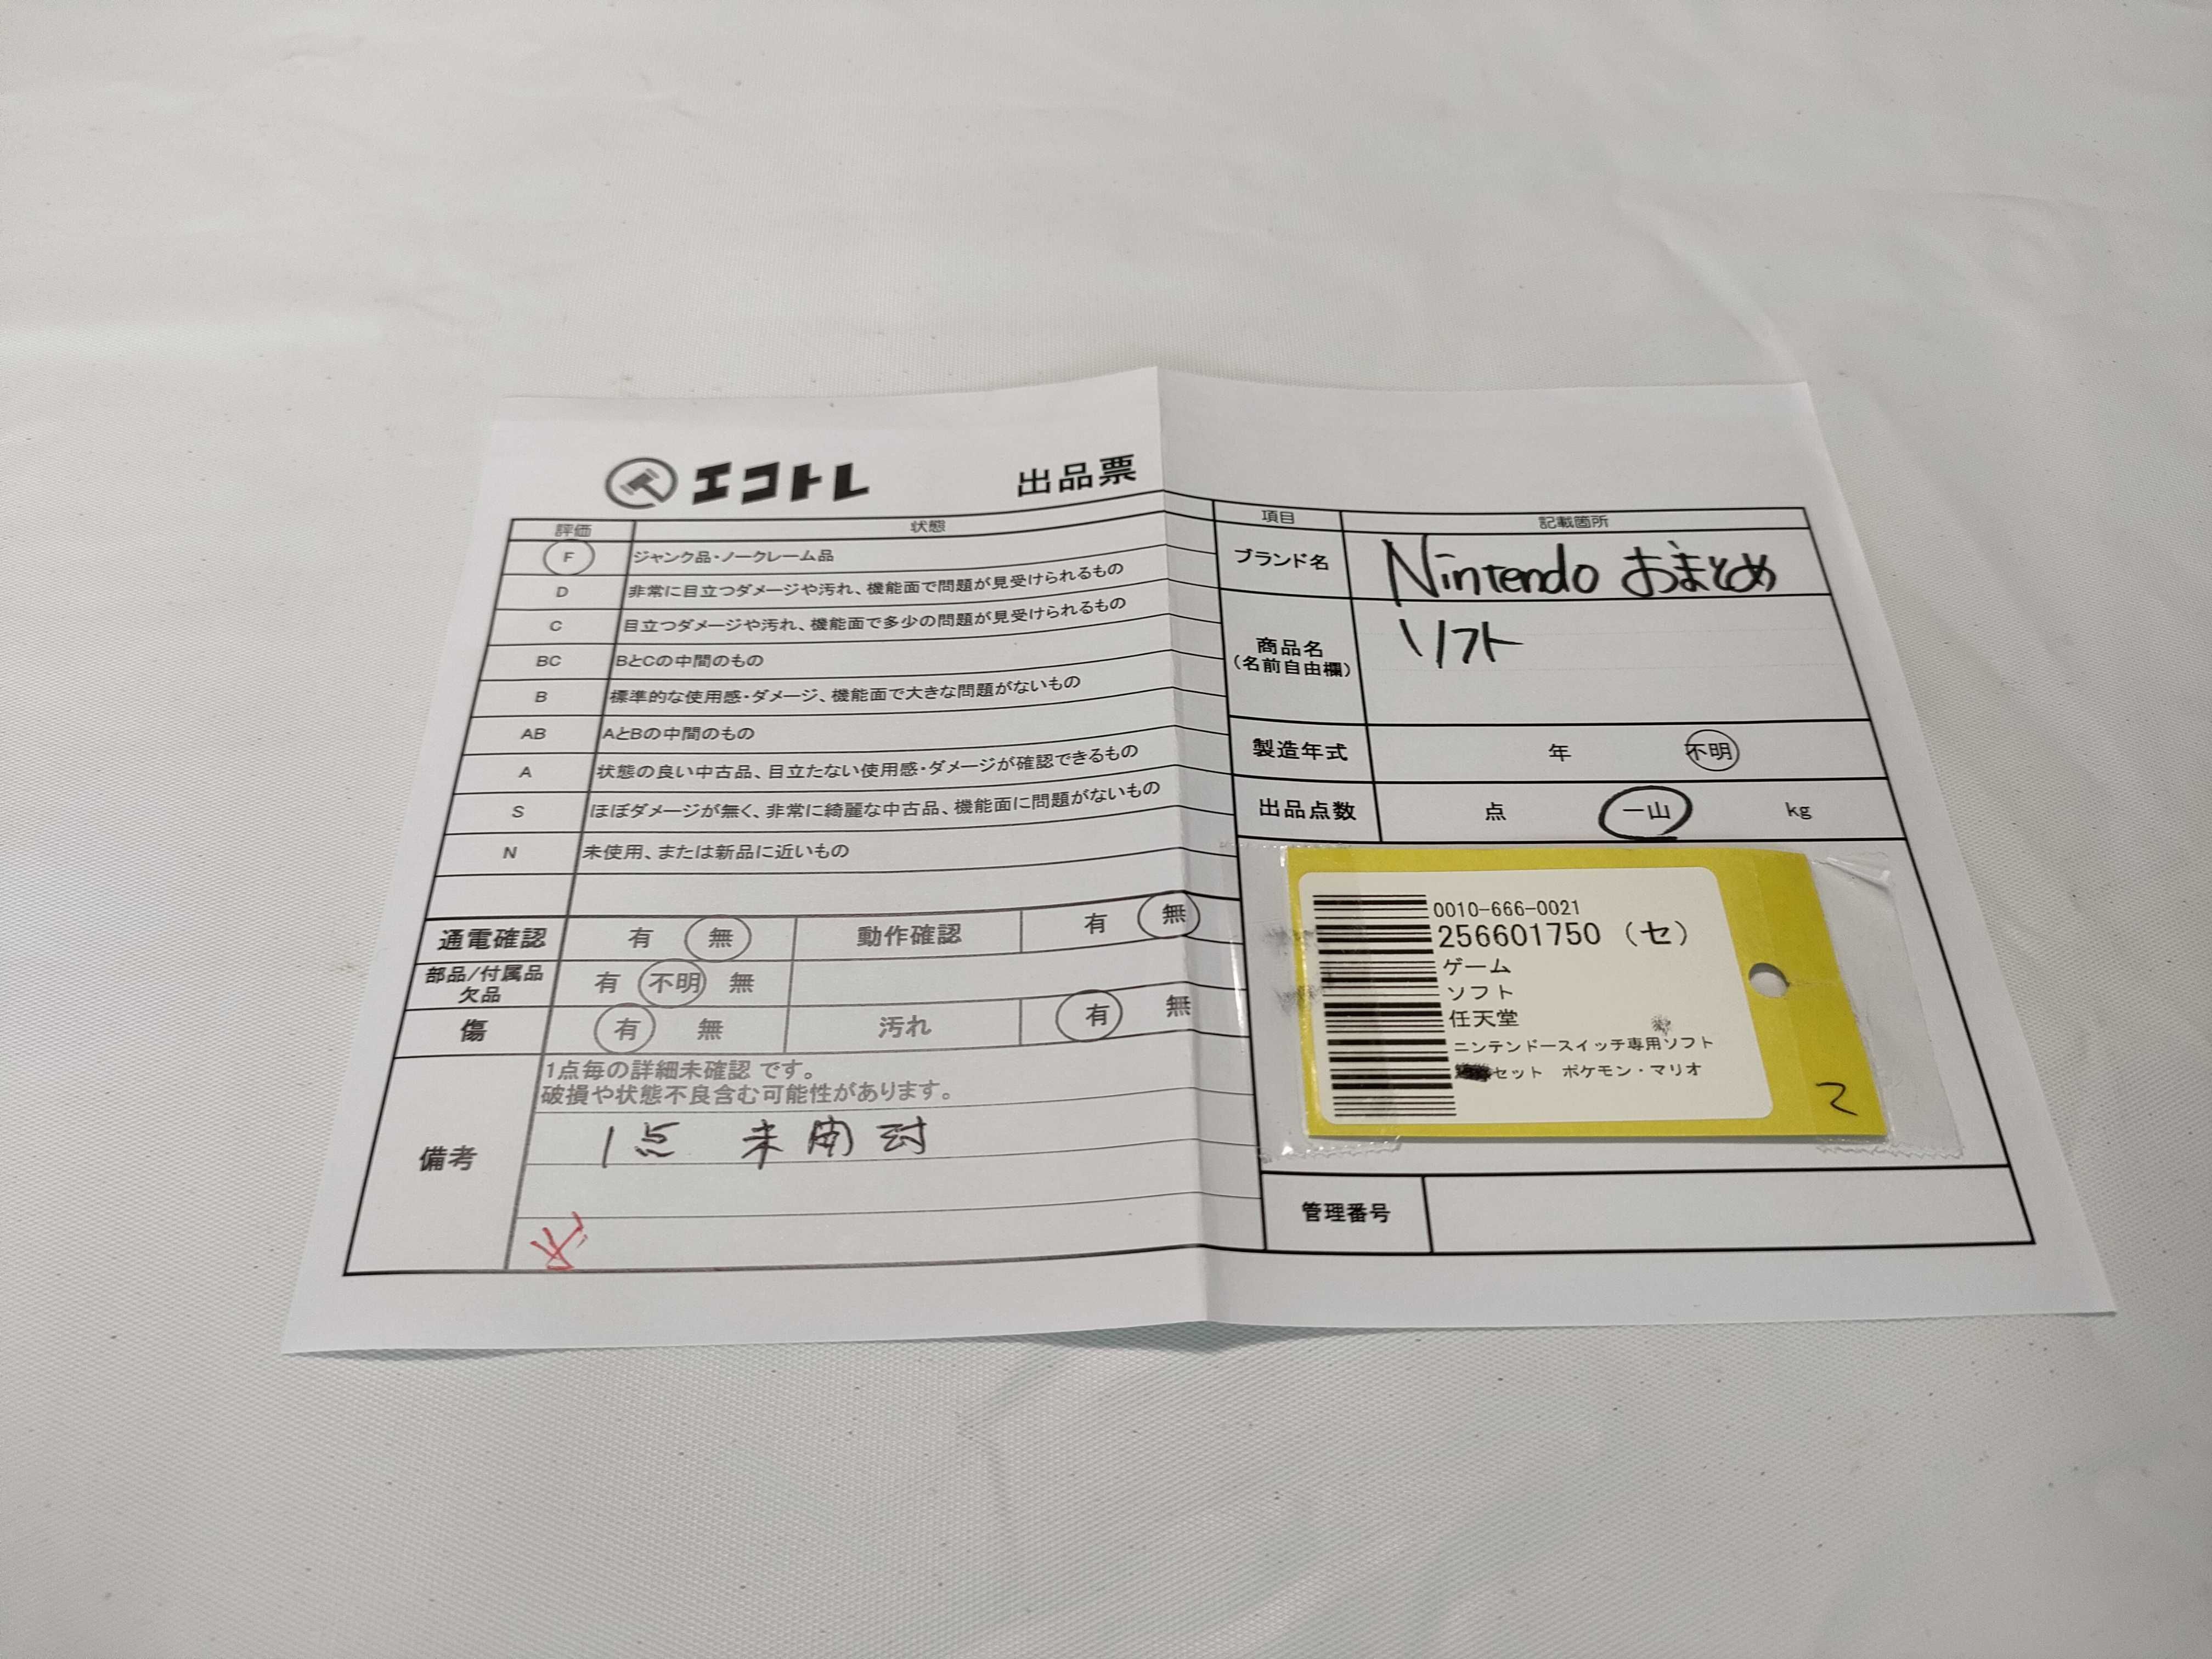 エコトレ 出品票
評価 状態
F ジャンク品・ノークレーム品
D 非常に目立つダメージや汚れ、機能面で問題が見受けられるもの
C 目立つダメージや汚れ、機能面で多少の問題が見受けられるもの
BC BとCの中間のもの
B 標準的な使用感・ダメージ、機能面で大きな問題がないもの
AB AとBの中間のもの
A 状態の良い中古品、目立たない使用感・ダメージが確認できるもの
S ほぼダメージが無く、非常に綺麗な中古品、機能面に問題がないもの
N 未使用、または新品に近いもの
通電確認 有 無 動作確認 有 無
部品/付属品
欠品 有 不明 無
傷 有 無 汚れ 有 無
備考
1点毎の詳細未確認 です。
破損や状態不良含む可能性があります。
1点 未開封
項目 記載箇所
ブランド名 Nintendo おまとめ
商品名
(名前自由欄) ソフト
製造年式 年 不明
出品点数 点 一山 kg
0010-666-0021
256601750 (セ)
ゲーム
ソフト
任天堂
ニンテンドースイッチ専用ソフト
セット ポケモン・マリオ
2
管理番号